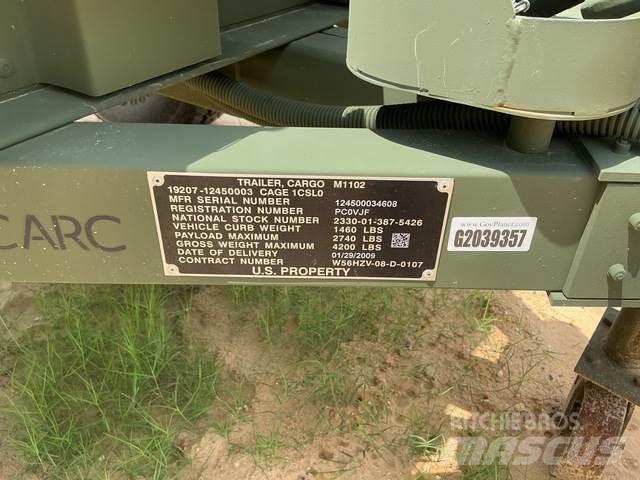 TRAILER, CARGO M1102
19207-12450003 CAGE 1CSL0
MFR SERIAL NUMBER 124500034608
REGISTRATION NUMBER PC0VJF
NATIONAL STOCK NUMBER 2330-01-387-5426
VEHICLE CURB WEIGHT 1460 LBS
PAYLOAD MAXIMUM 2740 LBS
GROSS WEIGHT MAXIMUM 4200 LBS
DATE OF DELIVERY 01/29/2009
CONTRACT NUMBER W56HZV-08-D-0107
U.S. PROPERTY
CARC
www.GovPlanet.com
G2039357
RITCHIE BROS
MASCUS